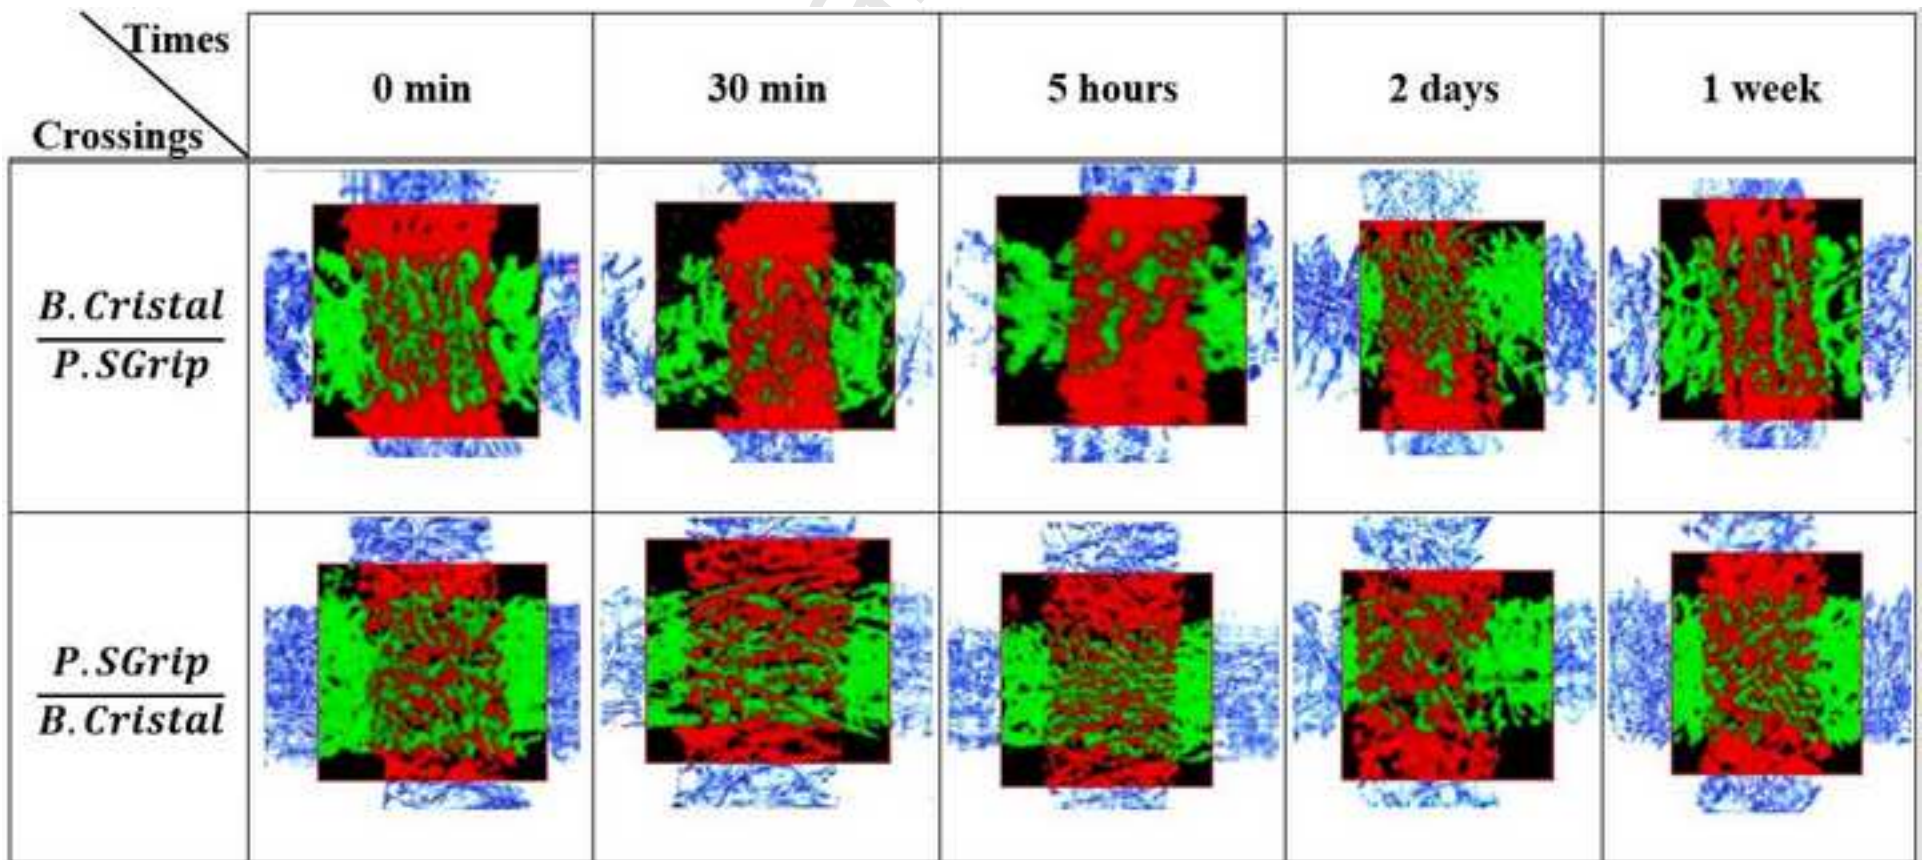 Times
Crossings
0 min
30 min
5 hours
2 days
1 week
B.Cristal
P.SGrip
P.SGrip
B.Cristal